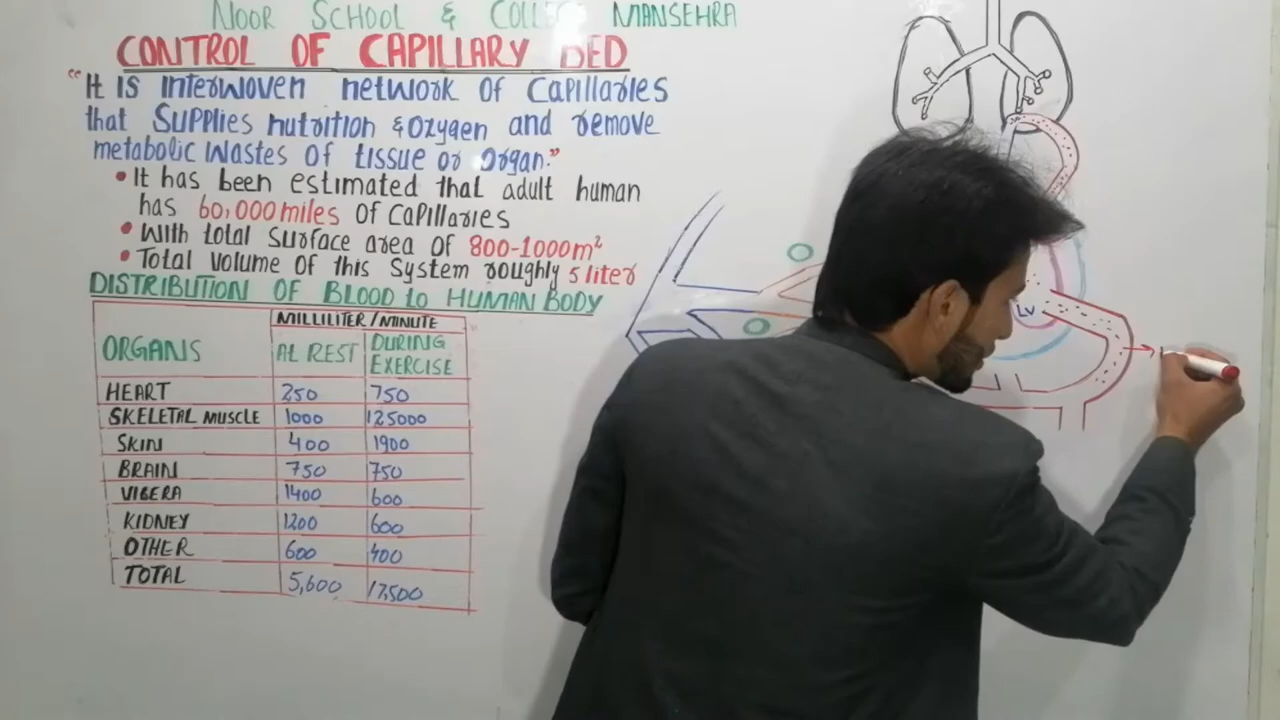 NOOR SCHOOL & COLLEGE MANSEHRA
CONTROL OF CAPILLARY BED
“It is interwoven network of capillaries
that supplies nutrition & Oxygen and remove
metabolic wastes of tissue or organ.”
• It has been estimated that adult human
has 60,000 miles of capillaries
• With total surface area of 800-1000m²
• Total volume of this system roughly 5 liter
DISTRIBUTION OF BLOOD to HUMAN BODY
MILLILITER/MINUTE
ORGANS At REST DURING EXERCISE
HEART 250 750
SKELETAL MUSCLE 1000 125000
SKIN 400 1900
BRAIN 750 750
VICERA 1400 600
KIDNEY 1200 600
OTHER 600 400
TOTAL 5,600 17,500
LV